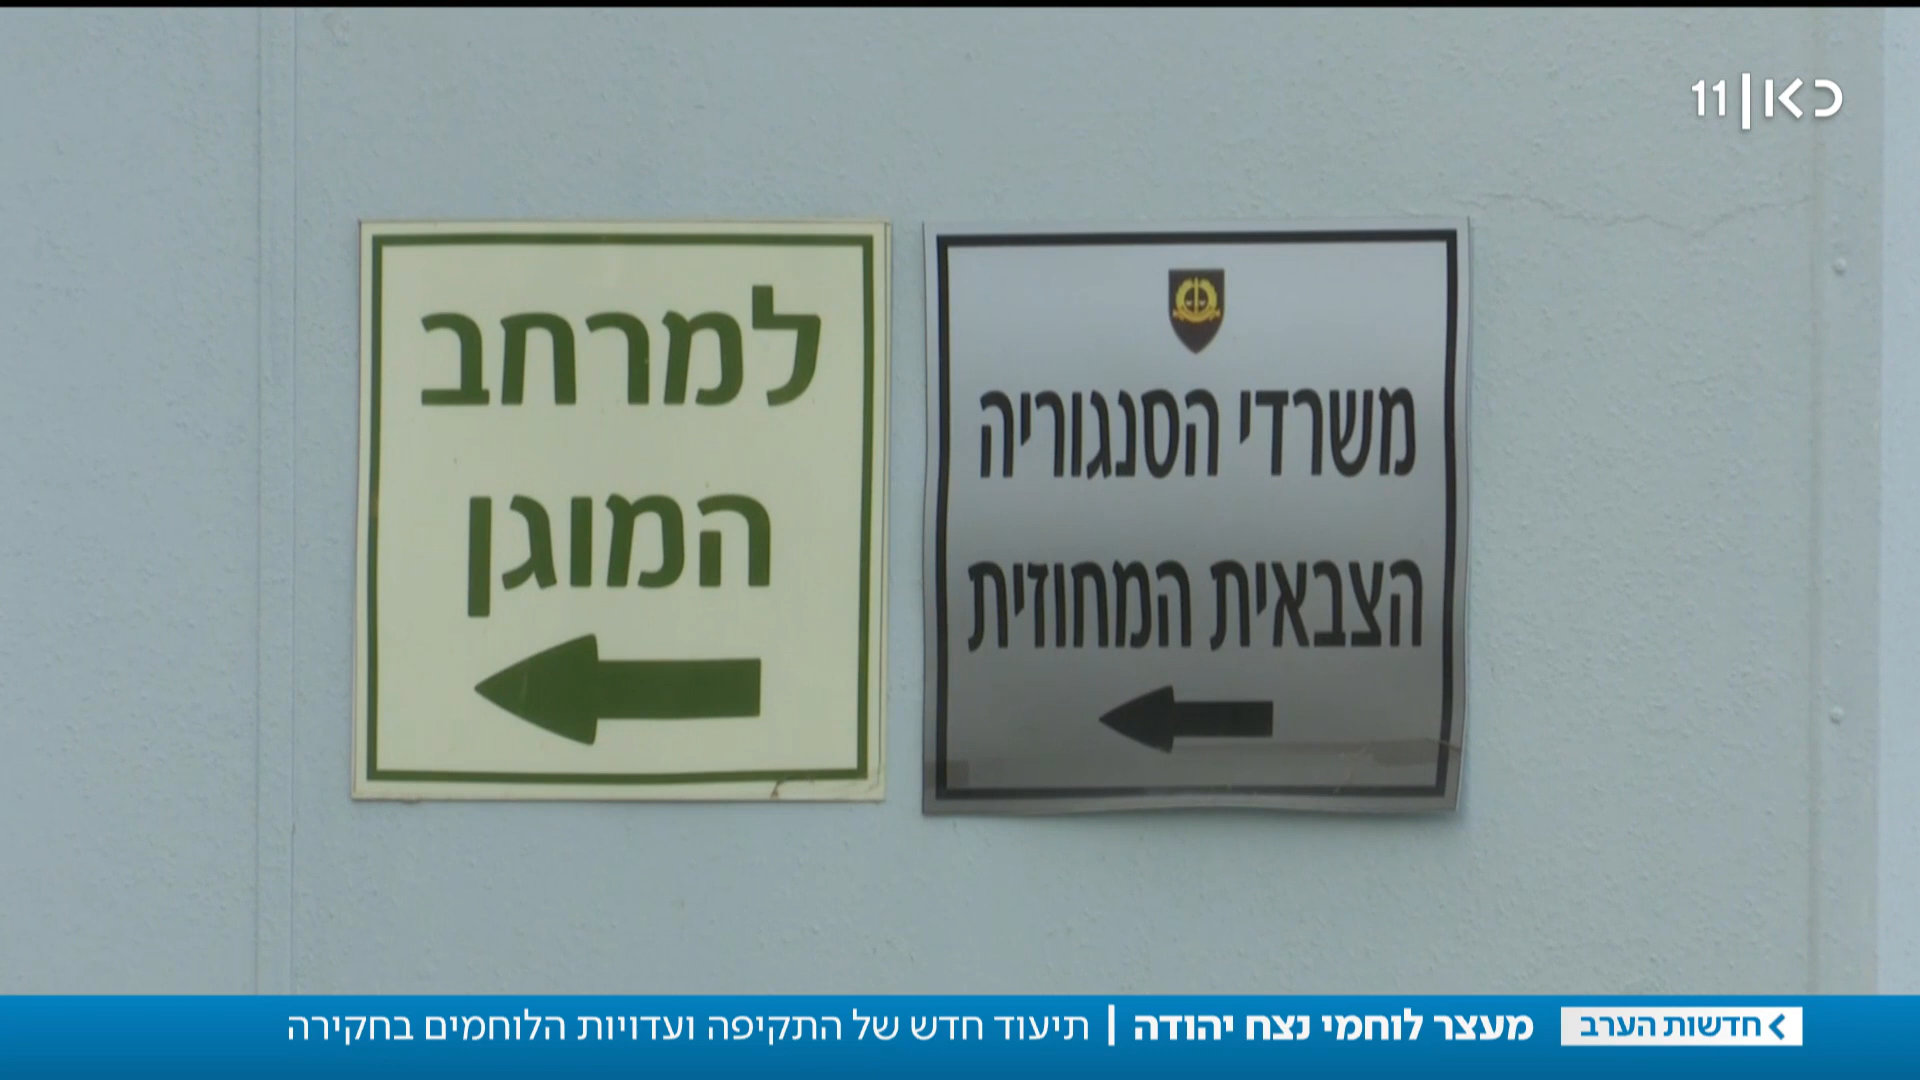 כאן 11
משרדי הסנגוריה
הצבאית המחוזית
למרחב
המוגן
חדשות הערב
מעצר לוחמי נצח יהודה | תיעוד חדש של התקיפה ועדויות הלוחמים בחקירה